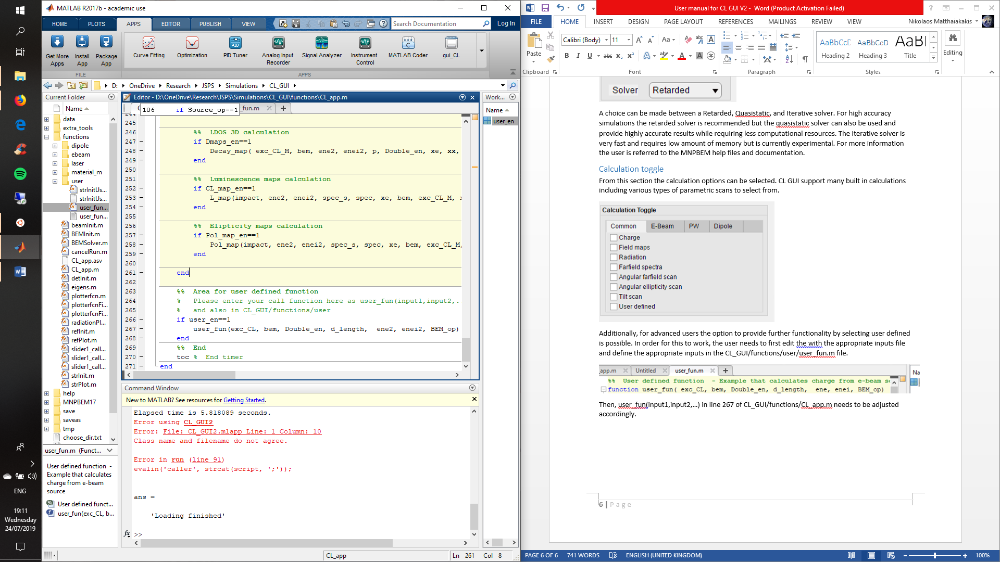 MATLAB R2017b - academic use
HOME PLOTS APPS EDITOR PUBLISH VIEW
Search Documentation
Log In
Get More Apps
Install App
Package App
FILE
Curve Fitting
Optimization
PID Tuner
Analog Input Recorder
Signal Analyzer
Instrument Control
MATLAB Coder
gui_CL
APPS
D: OneDrive Research JSPS Simulations CL_GUI
Current Folder
Name
data
extra_tools
functions
dipole
ebeam
laser
material_m
user
strInitUs...
strInitUs...
user_fun...
user_fun...
beamInit.m
BEMInit.m
BEMSolver.m
cancelRun.m
CL_app.asv
CL_app.m
detInit.m
eigens.m
plotterfcn.m
plotterfcnFi...
plotterfcnFi...
radiationPl...
refInit.m
refPlot.m
slider1_call...
slider1_call...
slider1_call...
strInit.m
strPlot.m
help
MNPBEM17
save
saveas
tmp
choose_dir.txt
user_fun.m (Funct...
User defined function -
Example that calculates
charge from e-beam
source
User defined funct...
user_fun(exc_CL, b...
Editor - D:\OneDrive\Research\JSPS\Simulations\CL_GUI\functions\CL_app.m
106 if Source_op==1
_fun.m
245
246 %% LDOS 3D calculation
247 if Dmaps_en==1
248 Decay_map( exc_CL_M, bem, ene2, enei2, p, Double_en, xe, xx,
249 end
250
251 %% Luminescence maps calculation
252 if CL_map_en==1
253 L_map(impact, ene2, enei2, spec_s, spec, xe, bem, exc_CL_M,
254 end
255
256 %% Elipticity maps calculation
257 if Pol_map_en==1
258 Pol_map(impact, ene2, enei2, spec_s, spec, xe, bem, exc_CL_M,
259 end
260
261 end
262
263 %% Area for user defined function
264 % Please enter your call function here as user_fun(input1,input2,.
265 % and also in CL_GUI/functions/user
266 if user_en==1
267 user_fun(exc_CL, bem, Double_en, d_length, ene2, enei2, BEM_op)
268 end
269 %% End
270 toc % End timer
271 end
Work...
Name
user_en
Command Window
New to MATLAB? See resources for Getting Started.
Elapsed time is 5.818089 seconds.
Error using CL_GUI2
Error: File: CL_GUI2.mlapp Line: 1 Column: 10
Class name and filename do not agree.
Error in run (line 91)
evalin('caller', strcat(script, ';'));
ans =
'Loading finished'
fx >>
CL_app
Ln 261 Col 8
ENG
19:11
Wednesday
24/07/2019
User manual for CL GUI V2 - Word (Product Activation Failed)
FILE HOME INSERT DESIGN PAGE LAYOUT REFERENCES MAILINGS REVIEW VIEW
Nikolaos Matthaiakakis
Paste
Calibri (Body) 11
AaBbCcD AaBbCcD AaBl
Heading 2 Heading 3 Title
Editing
Clipboard Font Paragraph Styles
Solver Retarded
A choice can be made between a Retarded, Quasistatic, and Iterative solver. For high accuracy
simulations the retarded solver is recommended but the quasistatic solver can also be used and
provide highly accurate results while requiring less computational resources. The Iterative solver is
very fast and requires low amount of memory but is currently experimental. For more information
the user is referred to the MNPBEM help files and documentation.
Calculation toggle
From this section the calculation options can be selected. CL GUI support many built in calculations
including various types of parametric scans to select from.
Calculation Toggle
Common E-Beam PW Dipole
Charge
Field maps
Radiation
Farfield spectra
Angular farfield scan
Angular ellipticity scan
Tilt scan
User defined
Additionally, for advanced users the option to provide further functionality by selecting user defined
is possible. In order for this to work, the user needs to first edit the with the appropriate inputs file
and define the appropriate inputs in the CL_GUI/functions/user/user_fun.m file.
_app.m Untitled user_fun.m Na
%% User defined function - Example that calculates charge from e-beam s
function user_fun( exc_CL, bem, Double_en, d_length, ene, enei, BEM_op)
Then, user_fun(input1,input2,...) in line 267 of CL_GUI/functions/CL_app.m needs to be adjusted
accordingly.
6 | Page
PAGE 6 OF 6 741 WORDS ENGLISH (UNITED KINGDOM) 100%